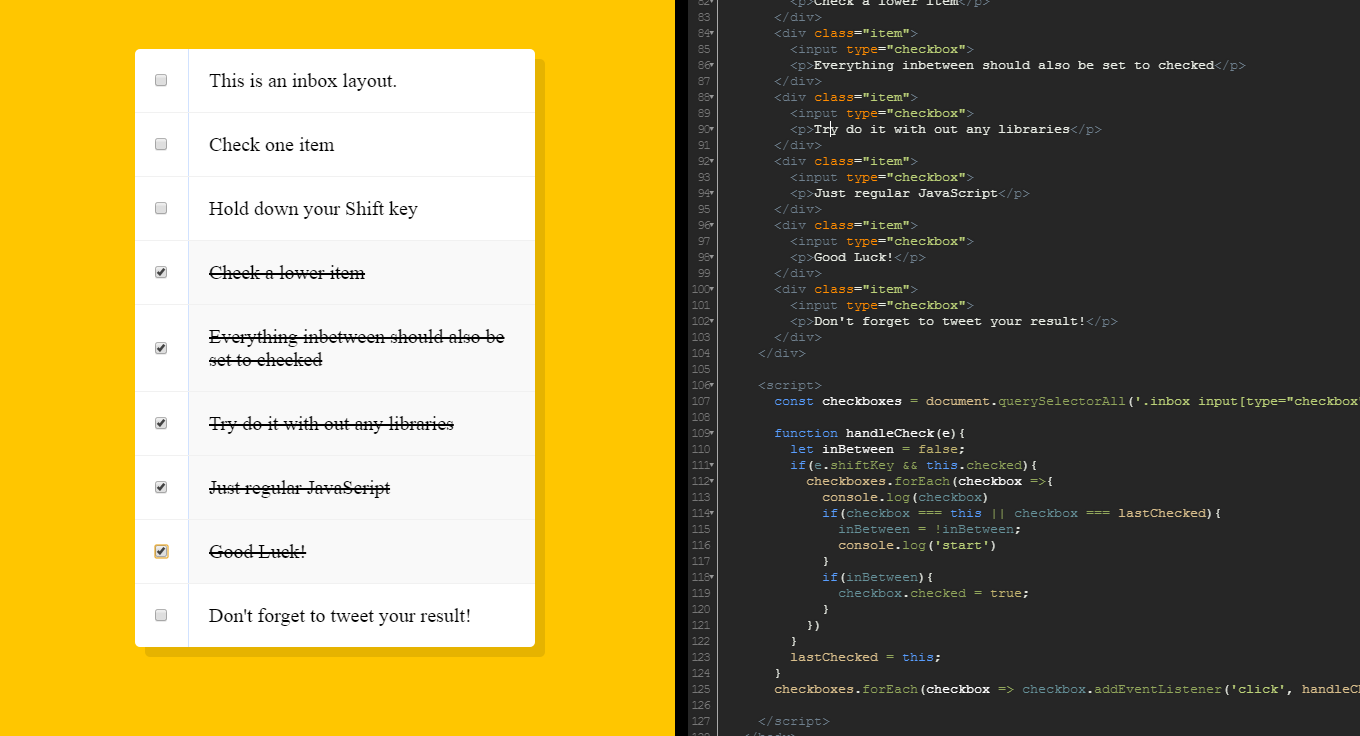 This is an inbox layout.
Check one item
Hold down your Shift key
Check a lower item
Everything inbetween should also be
set to checked
Try do it with out any libraries
Just regular JavaScript
Good Luck!
Don't forget to tweet your result!
82 <p>Check a lower item</p>
83 </div>
84 <div class="item">
85 <input type="checkbox">
86 <p>Everything inbetween should also be set to checked</p>
87 </div>
88 <div class="item">
89 <input type="checkbox">
90 <p>Try do it with out any libraries</p>
91 </div>
92 <div class="item">
93 <input type="checkbox">
94 <p>Just regular JavaScript</p>
95 </div>
96 <div class="item">
97 <input type="checkbox">
98 <p>Good Luck!</p>
99 </div>
100 <div class="item">
101 <input type="checkbox">
102 <p>Don't forget to tweet your result!</p>
103 </div>
104 </div>
105
106 <script>
107 const checkboxes = document.querySelectorAll('.inbox input[type="checkbox"
108
109 function handleCheck(e){
110 let inBetween = false;
111 if(e.shiftKey && this.checked){
112 checkboxes.forEach(checkbox =>{
113 console.log(checkbox)
114 if(checkbox === this || checkbox === lastChecked){
115 inBetween = !inBetween;
116 console.log('start')
117 }
118 if(inBetween){
119 checkbox.checked = true;
120 }
121 })
122 }
123 lastChecked = this;
124 }
125 checkboxes.forEach(checkbox => checkbox.addEventListener('click', handleC
126
127 </script>